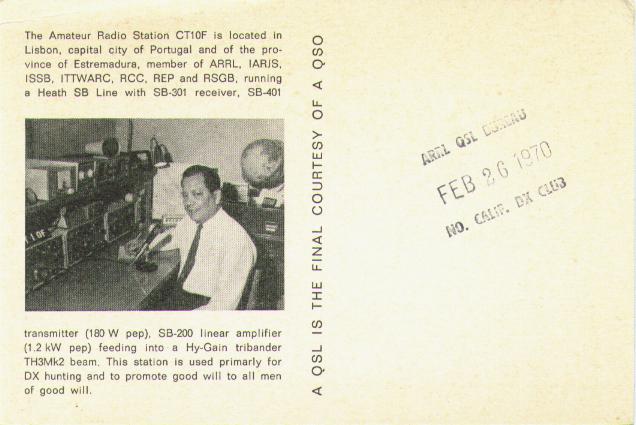 The Amateur Radio Station CT1OF is located in
Lisbon, capital city of Portugal and of the pro-
vince of Estremadura, member of ARRL, IARJS,
ISSB, ITTWARC, RCC, REP and RSGB, running
a Heath SB Line with SB-301 receiver, SB-401
1 OF
transmitter (180 W pep), SB-200 linear amplifier
(1.2 kW pep) feeding into a Hy-Gain tribander
TH3Mk2 beam. This station is used primarly for
DX hunting and to promote good will to all men
of good will.
A QSL IS THE FINAL COURTESY OF A QSO
ARRL QSL BUREAU
FEB 26 1970
NO. CALIF. DX CLUB